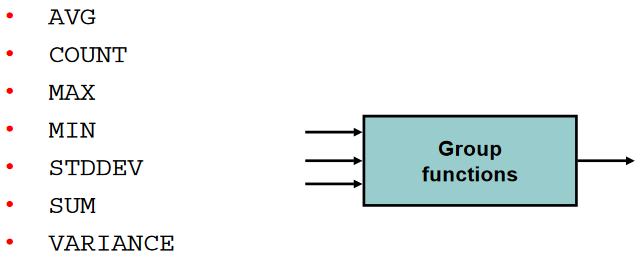 • AVG
• COUNT
• MAX
• MIN
• STDDEV
• SUM
• VARIANCE
Group
functions